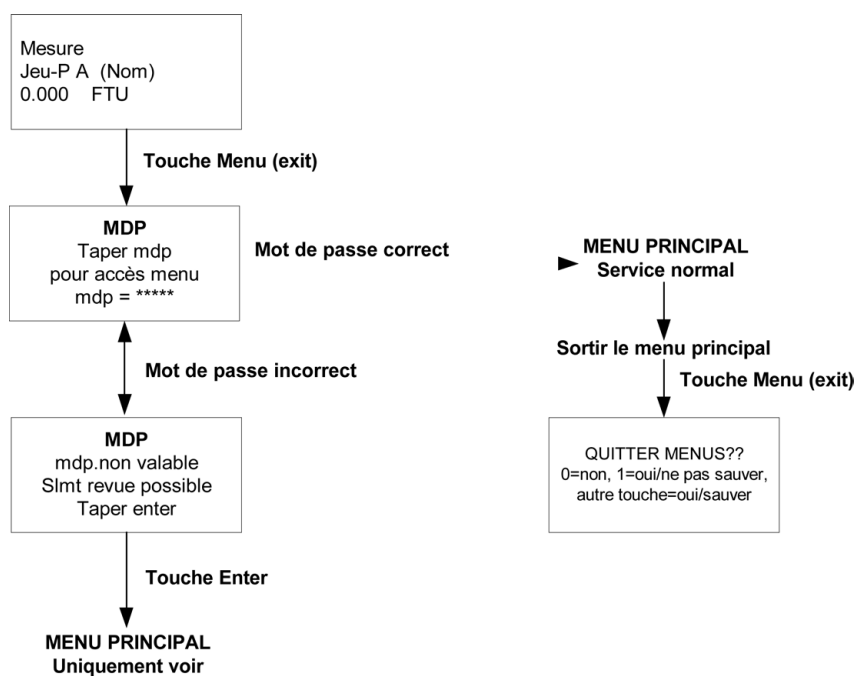 Mesure
Jeu-P A (Nom)
0.000 FTU
Touche Menu (exit)
MDP
Taper mdp
pour accès menu
mdp = *****
Mot de passe correct
MENU PRINCIPAL
Service normal
Sortir le menu principal
Touche Menu (exit)
Mot de passe incorrect
MDP
mdp.non valable
Slmt revue possible
Taper enter
QUITTER MENUS??
0=non, 1=oui/ne pas sauver,
autre touche=oui/sauver
Touche Enter
MENU PRINCIPAL
Uniquement voir